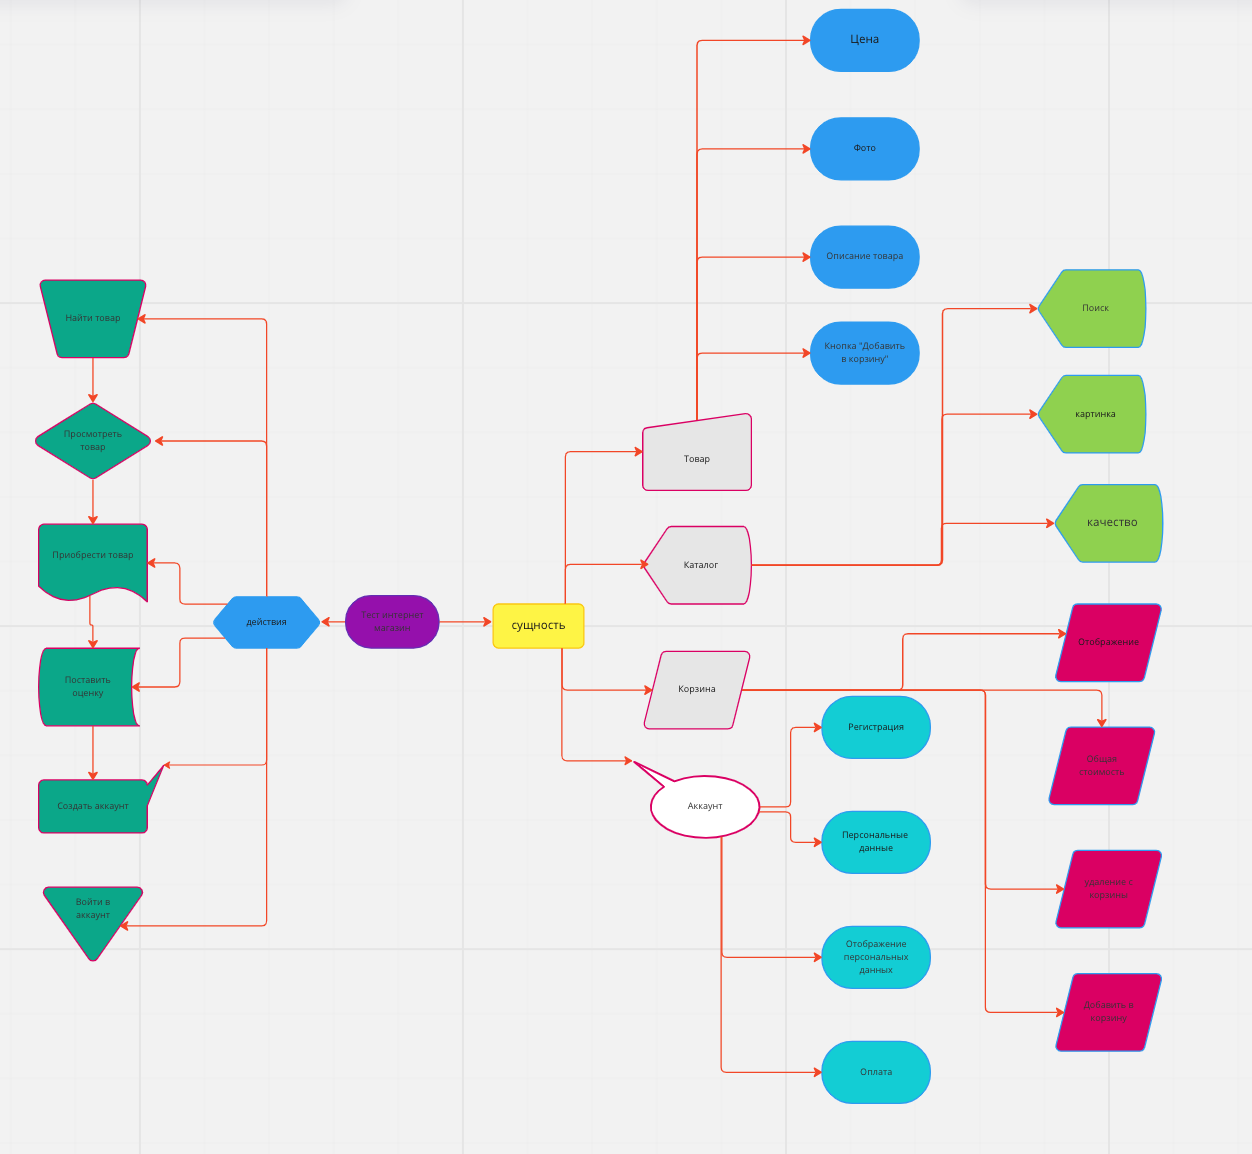 Цена
Фото
Описание товара
Кнопка "Добавить
в корзину"
Найти товар
Просмотреть
товар
Приобрести товар
Поставить
оценку
Создать аккаунт
Войти в
аккаунт
действия
Тест интернет
магазин
сущность
Товар
Каталог
Корзина
Аккаунт
Поиск
картинка
качество
Отображение
Общая
стоимость
удаление с
корзины
Добавить в
корзину
Регистрация
Персональные
данные
Отображение
персональных
данных
Оплата